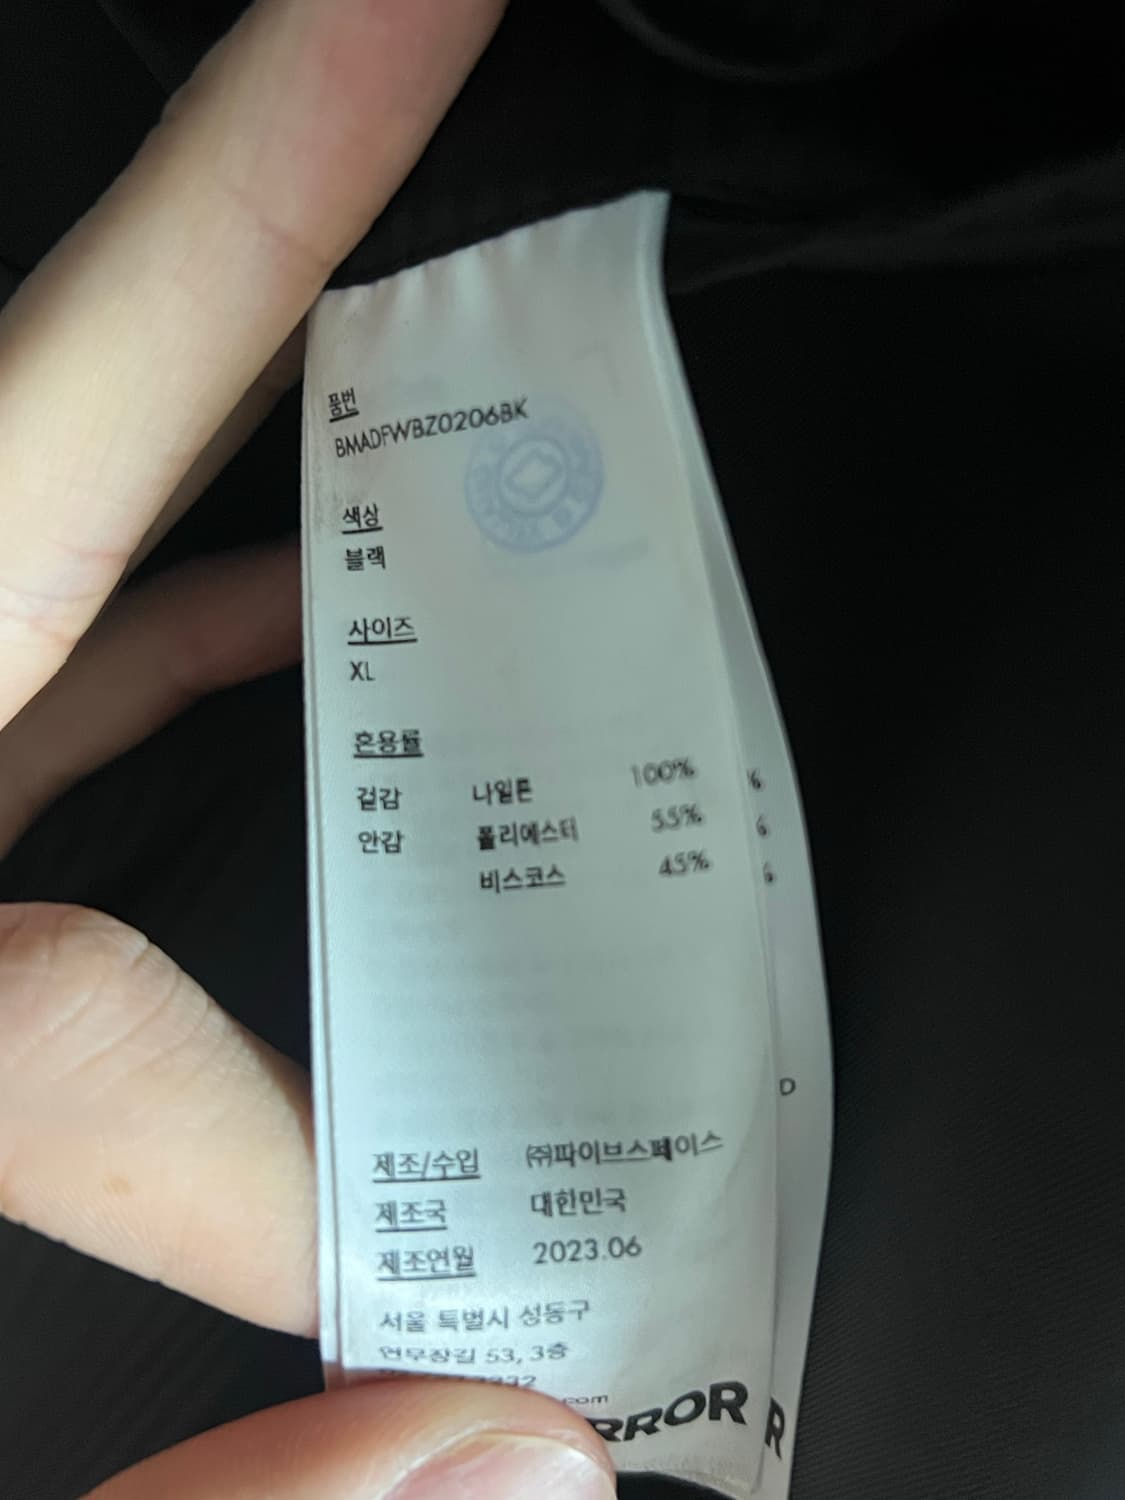 품번
BMADFWBZ0206BK
색상
블랙
사이즈
XL
혼용률
겉감 나일론 100%
안감 폴리에스터 55%
비스코스 45%
제조/수입 ㈜파이브스페이스
제조국 대한민국
제조연월 2023.06
서울 특별시 성동구
연무장길 53, 3층
.com
RROR
R
D